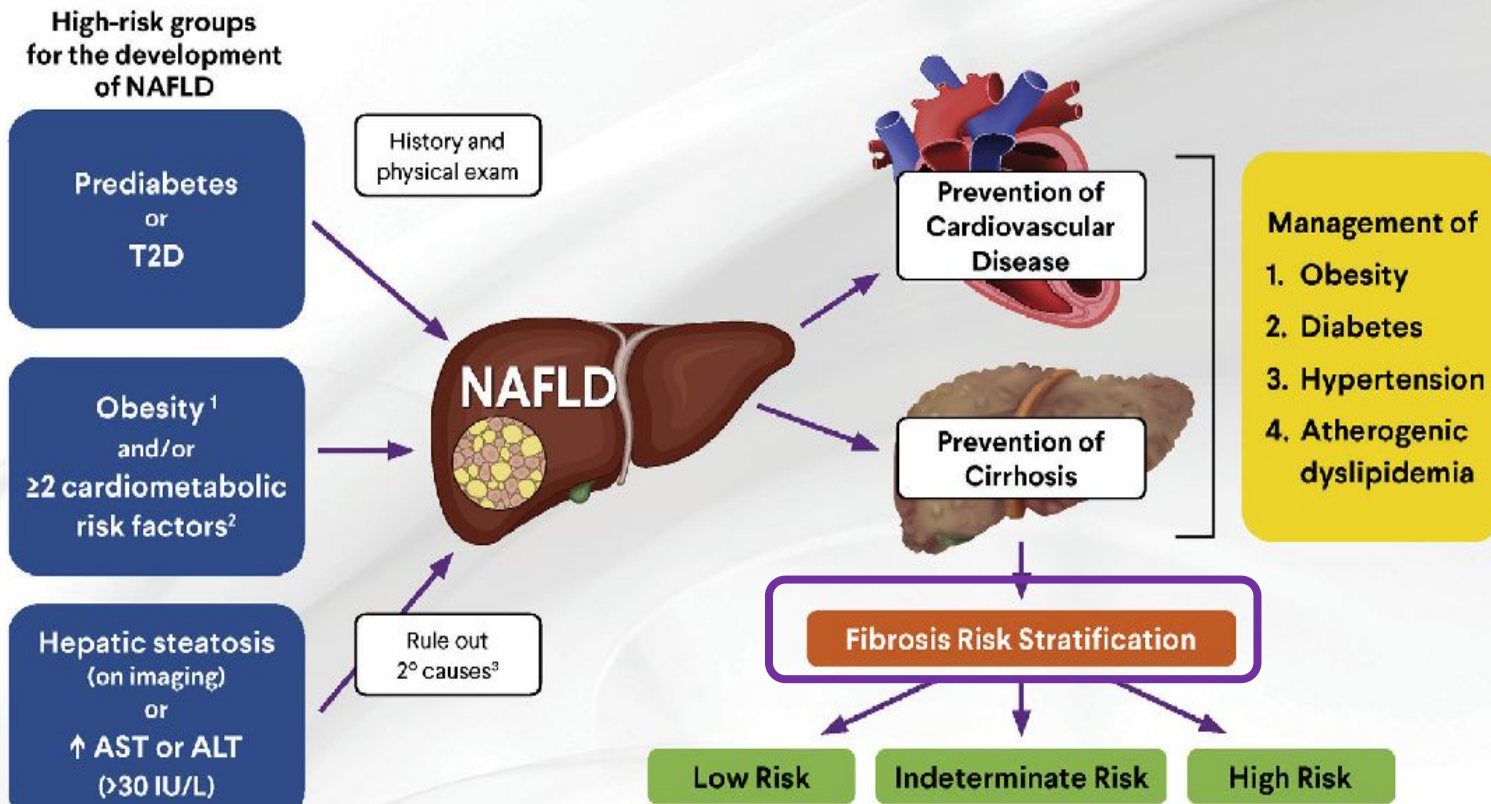 High-risk groups
for the development
of NAFLD
Prediabetes
or
T2D
Obesity ¹
and/or
≥2 cardiometabolic
risk factors²
Hepatic steatosis
(on imaging)
or
↑ AST or ALT
(>30 IU/L)
History and
physical exam
Rule out
2º causes³
NAFLD
Prevention of
Cardiovascular
Disease
Prevention of
Cirrhosis
Management of
1. Obesity
2. Diabetes
3. Hypertension
4. Atherogenic
dyslipidemia
Fibrosis Risk Stratification
Low Risk
Indeterminate Risk
High Risk